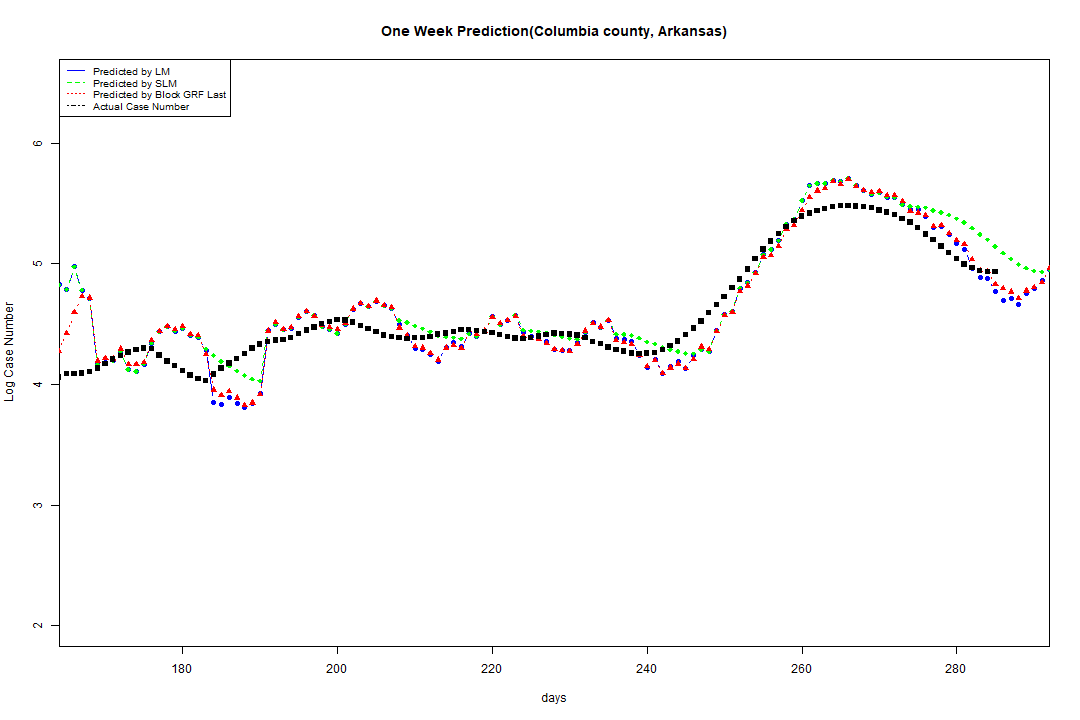 One Week Prediction(Columbia county, Arkansas)
Predicted by LM
Predicted by SLM
Predicted by Block GRF Last
Actual Case Number
6
5
4
3
2
Log Case Number
180 200 220 240 260 280
days